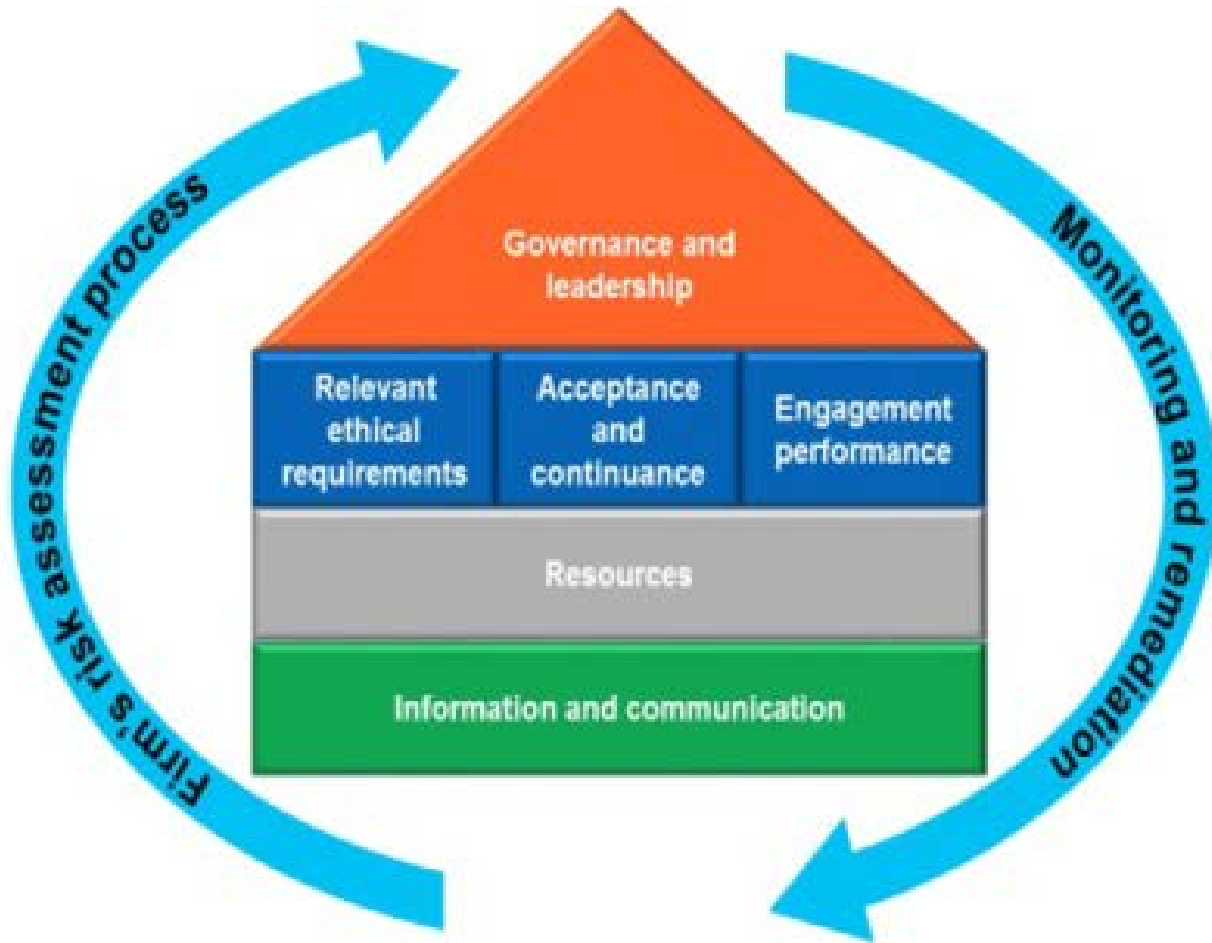 Firm's risk assessment process
Governance and
leadership
Monitoring and remediation
Relevant
ethical
requirements
Acceptance
and
continuance
Engagement
performance
Resources
Information and communication